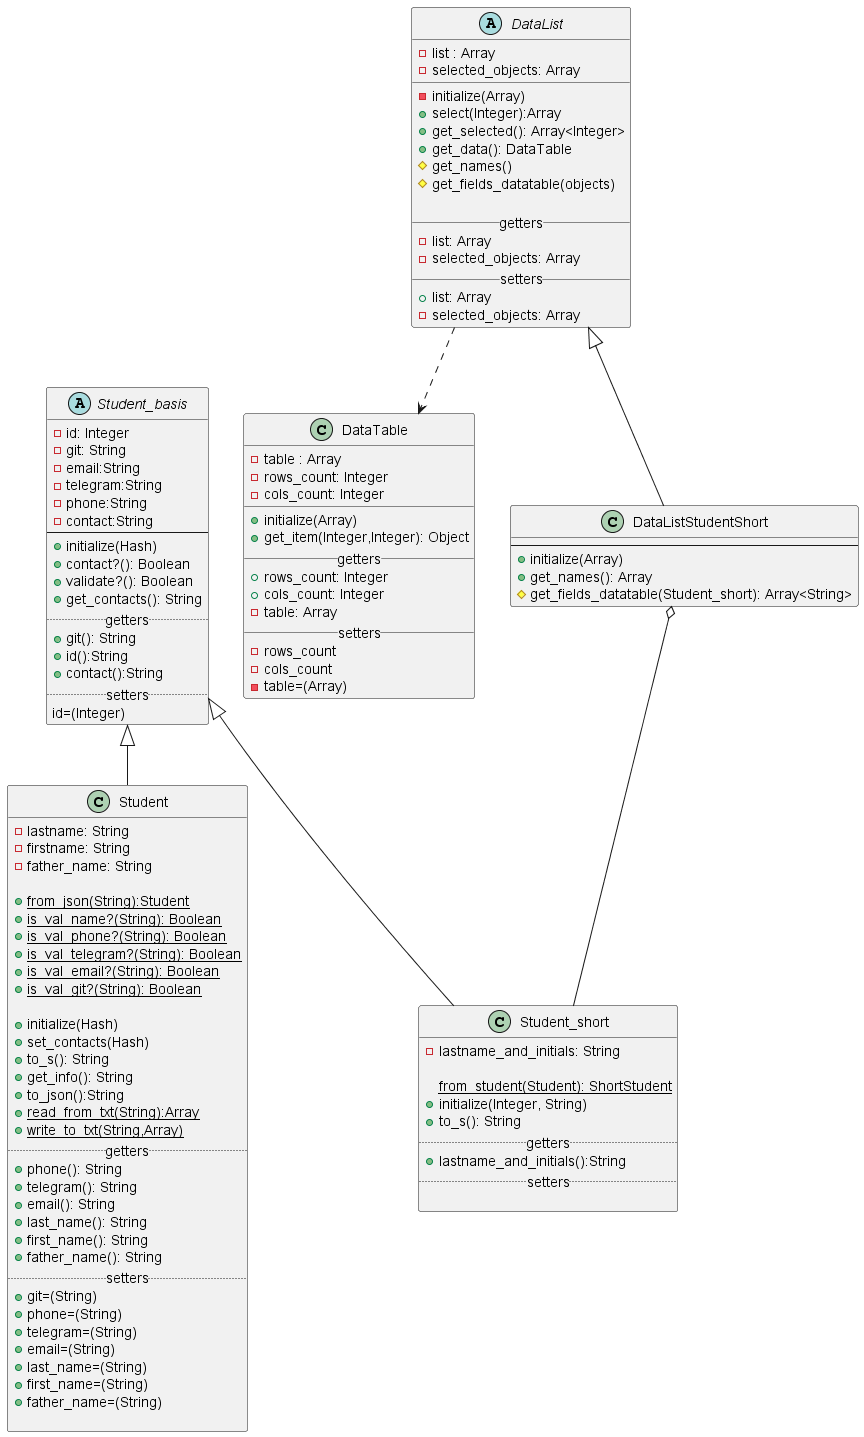 A DataList
list : Array
selected_objects: Array
initialize(Array)
select(Integer):Array
get_selected(): Array<Integer>
get_data(): DataTable
get_names()
get_fields_datatable(objects)
getters
list: Array
selected_objects: Array
setters
list: Array
selected_objects: Array
A Student_basis
id: Integer
git: String
email:String
telegram:String
phone:String
contact:String
initialize(Hash)
contact?(): Boolean
validate?(): Boolean
get_contacts(): String
getters
git(): String
id():String
contact():String
setters
id=(Integer)
C DataTable
table : Array
rows_count: Integer
cols_count: Integer
initialize(Array)
get_item(Integer,Integer): Object
getters
rows_count: Integer
cols_count: Integer
table: Array
setters
rows_count
cols_count
table=(Array)
C DataListStudentShort
initialize(Array)
get_names(): Array
get_fields_datatable(Student_short): Array<String>
C Student
lastname: String
firstname: String
father_name: String
from_json(String):Student
is_val_name?(String): Boolean
is_val_phone?(String): Boolean
is_val_telegram?(String): Boolean
is_val_email?(String): Boolean
is_val_git?(String): Boolean
initialize(Hash)
set_contacts(Hash)
to_s(): String
get_info(): String
to_json():String
read_from_txt(String):Array
write_to_txt(String,Array)
getters
phone(): String
telegram(): String
email(): String
last_name(): String
first_name(): String
father_name(): String
setters
git=(String)
phone=(String)
telegram=(String)
email=(String)
last_name=(String)
first_name=(String)
father_name=(String)
C Student_short
lastname_and_initials: String
from_student(Student): ShortStudent
initialize(Integer, String)
to_s(): String
getters
lastname_and_initials():String
setters